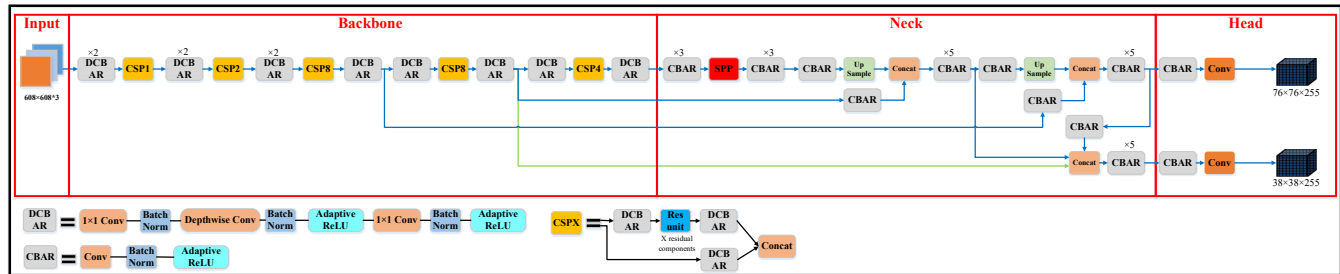 Input
Backbone
Neck
Head
×2
×2
×2
×3
×3
×5
×5
DCB
AR
CSP1
DCB
AR
CSP2
DCB
AR
CSP8
DCB
AR
DCB
AR
CSP8
DCB
AR
DCB
AR
CSP4
DCB
AR
CBAR
SPP
CBAR
CBAR
Up
Sample
Concat
CBAR
CBAR
Up
Sample
Concat
CBAR
CBAR
Conv
608×608*3
76×76×255
CBAR
CBAR
CBAR
×5
Concat
CBAR
CBAR
Conv
38×38×255
DCB
AR
=
1×1 Conv
Batch
Norm
Depthwise Conv
Batch
Norm
Adaptive
ReLU
1×1 Conv
Batch
Norm
Adaptive
ReLU
CSPX
=
DCB
AR
Res
unit
DCB
AR
X residual
components
Concat
DCB
AR
CBAR
=
Conv
Batch
Norm
Adaptive
ReLU